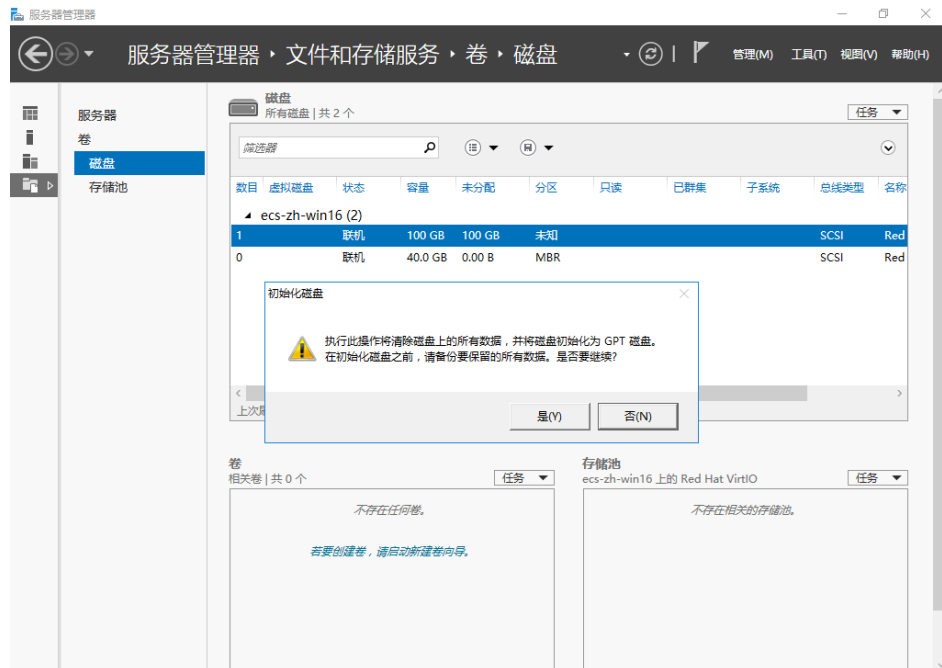 服务器管理器
服务器管理器 ‣ 文件和存储服务 ‣ 卷 ‣ 磁盘
管理(M) 工具(T) 视图(V) 帮助(H)
服务器
卷
磁盘
存储池
磁盘
所有磁盘 | 共 2 个
任务
筛选器
数目 虚拟磁盘 状态 容量 未分配 分区 只读 已群集 子系统 总线类型 名称
ecs-zh-win16 (2)
1 联机 100 GB 100 GB 未知 SCSI Red
0 联机 40.0 GB 0.00 B MBR SCSI Red
初始化磁盘
执行此操作将清除磁盘上的所有数据，并将磁盘初始化为 GPT 磁盘。
在初始化磁盘之前，请备份要保留的所有数据。是否要继续?
是(Y) 否(N)
上次
卷
相关卷 | 共 0 个
任务
不存在任何卷。
若要创建卷，请启动新建卷向导。
存储池
ecs-zh-win16 上的 Red Hat VirtIO
任务
不存在相关的存储池。